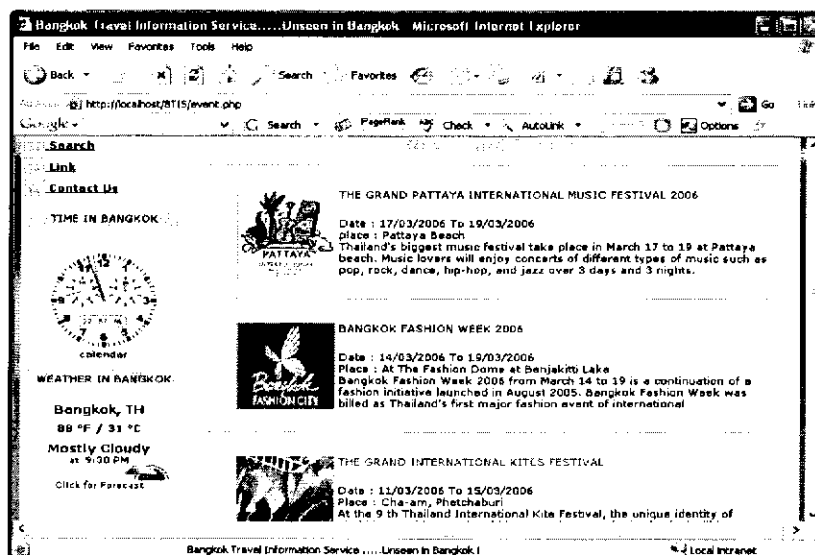 Bangkok Travel Information Service.....Unseen in Bangkok - Microsoft Internet Explorer
File Edit View Favorites Tools Help
Back Search Favorites
http://localhost/BTIS/event.php Go
Google Search PageRank Check AutoLink Options
Search
Link
Contact Us
TIME IN BANGKOK
calendar
WEATHER IN BANGKOK
Bangkok, TH
88 °F / 31 °C
Mostly Cloudy
at 9:30 PM
Click for Forecast
PATTAYA
THE GRAND PATTAYA INTERNATIONAL MUSIC FESTIVAL 2006
Date : 17/03/2006 To 19/03/2006
place : Pattaya Beach
Thailand's biggest music festival take place in March 17 to 19 at Pattaya
beach. Music lovers will enjoy concerts of different types of music such as
pop, rock, dance, hip-hop, and jazz over 3 days and 3 nights.
Bangkok
FASHION CITY
BANGKOK FASHION WEEK 2006
Date : 14/03/2006 To 19/03/2006
Place : At The Fashion Dome at Benjakitti Lake
Bangkok Fashion Week 2006 from March 14 to 19 is a continuation of a
fashion initiative launched in August 2005. Bangkok Fashion Week was
billed as Thailand's first major fashion event of international
THE GRAND INTERNATIONAL KITES FESTIVAL
Date : 11/03/2006 To 15/03/2006
Place : Cha-am, Phetchaburi
At the 9 th Thailand International Kite Festival, the unique identity of
Bangkok Travel Information Service .....Unseen in Bangkok !
Local intranet